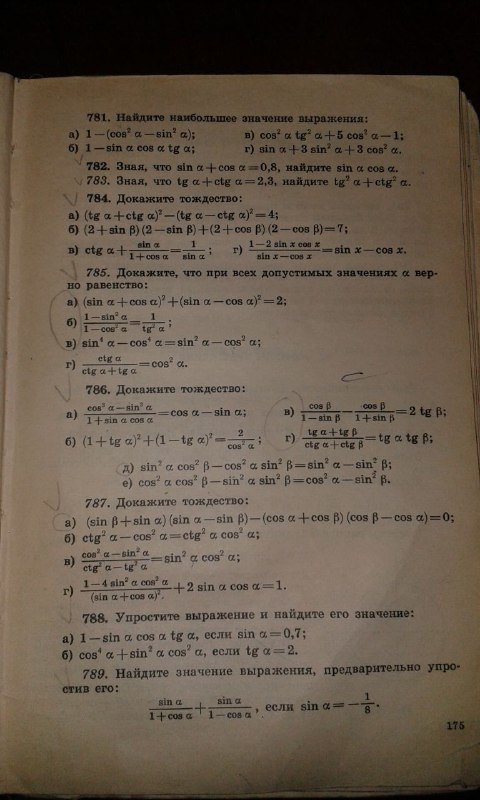 781. Найдите наибольшее значение выражения:
а) 1—(cos² α—sin² α); в) cos² α tg² α+5 cos² α—1;
б) 1—sin α cos α tg α; г) sin α+3 sin² α+3 cos² α.
782. Зная, что sin α+cos α=0,8, найдите sin α cos α.
783. Зная, что tg α+ctg α=2,3, найдите tg² α+ctg² α.
784. Докажите тождество:
а) (tg α+ctg α)²—(tg α—ctg α)²=4;
б) (2+sin β)(2—sin β)+(2+cos β)(2—cos β)=7;
в) ctg α + sin α / (1+cos α) = 1 / sin α; г) (1—2 sin x cos x) / (sin x—cos x) = sin x—cos x.
785. Докажите, что при всех допустимых значениях α вер-
но равенство:
а) (sin α+cos α)²+(sin α—cos α)²=2;
б) (1—sin² α) / (1—cos² α) = 1 / tg² α;
в) sin⁴ α—cos⁴ α=sin² α—cos² α;
г) ctg α / (ctg α+tg α) = cos² α.
786. Докажите тождество:
а) (cos² α—sin² α) / (1+sin α cos α) = cos α—sin α; в) cos β / (1—sin β) cos β / (1+sin β) = 2 tg β;
б) (1+tg α)²+(1—tg α)² = 2 / cos² α; г) (tg α+tg β) / (ctg α+ctg β) = tg α tg β;
д) sin² α cos² β—cos² α sin² β=sin² α—sin² β;
е) cos² α cos² β—sin² α sin² β=cos² α—sin² β.
787. Докажите тождество:
а) (sin β+sin α)(sin α—sin β)—(cos α+cos β)(cos β—cos α)=0;
б) ctg² α—cos² α=ctg² α cos² α;
в) (cos² α—sin² α) / (ctg² α—tg² α) = sin² α cos² α;
г) (1—4 sin² α cos² α) / (sin α+cos α)² + 2 sin α cos α=1.
788. Упростите выражение и найдите его значение:
а) 1—sin α cos α tg α, если sin α=0,7;
б) cos⁴ α+sin² α cos² α, если tg α=2.
789. Найдите значение выражения, предварительно упро-
стив его:
sin α / (1+cos α) + sin α / (1—cos α), если sin α=—1/8.
175